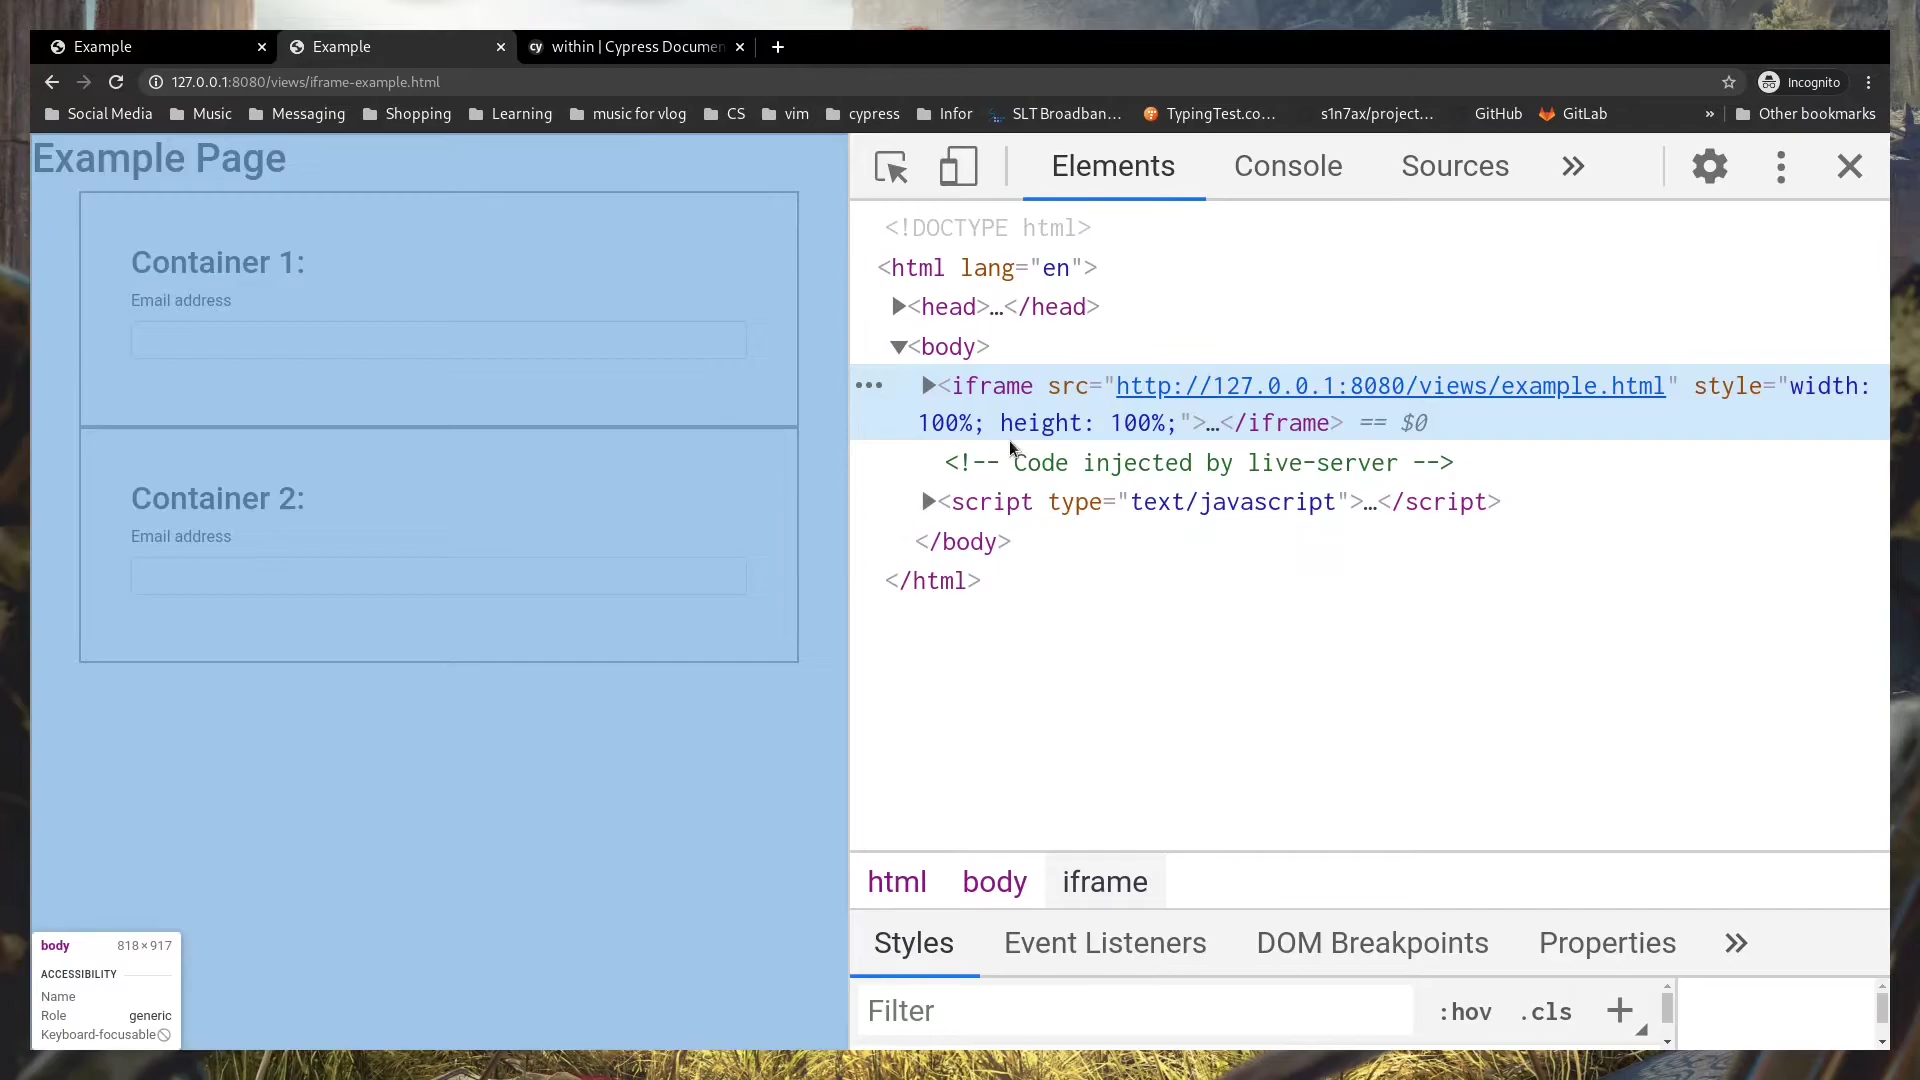 Example
Example
within | Cypress Documen
127.0.0.1:8080/views/iframe-example.html
Incognito
Social Media
Music
Messaging
Shopping
Learning
music for vlog
CS
vim
cypress
Infor
SLT Broadban...
TypingTest.co...
s1n7ax/project...
GitHub
GitLab
»
Other bookmarks
Example Page
Container 1:
Email address
Container 2:
Email address
body 818×917
ACCESSIBILITY
Name
Role generic
Keyboard-focusable
Elements
Console
Sources
<!DOCTYPE html>
<html lang="en">
<head>…</head>
<body>
<iframe src="http://127.0.0.1:8080/views/example.html" style="width:
100%; height: 100%;">…</iframe> == $0
<!-- Code injected by live-server -->
<script type="text/javascript">…</script>
</body>
</html>
html body iframe
Styles
Event Listeners
DOM Breakpoints
Properties
Filter
:hov .cls +